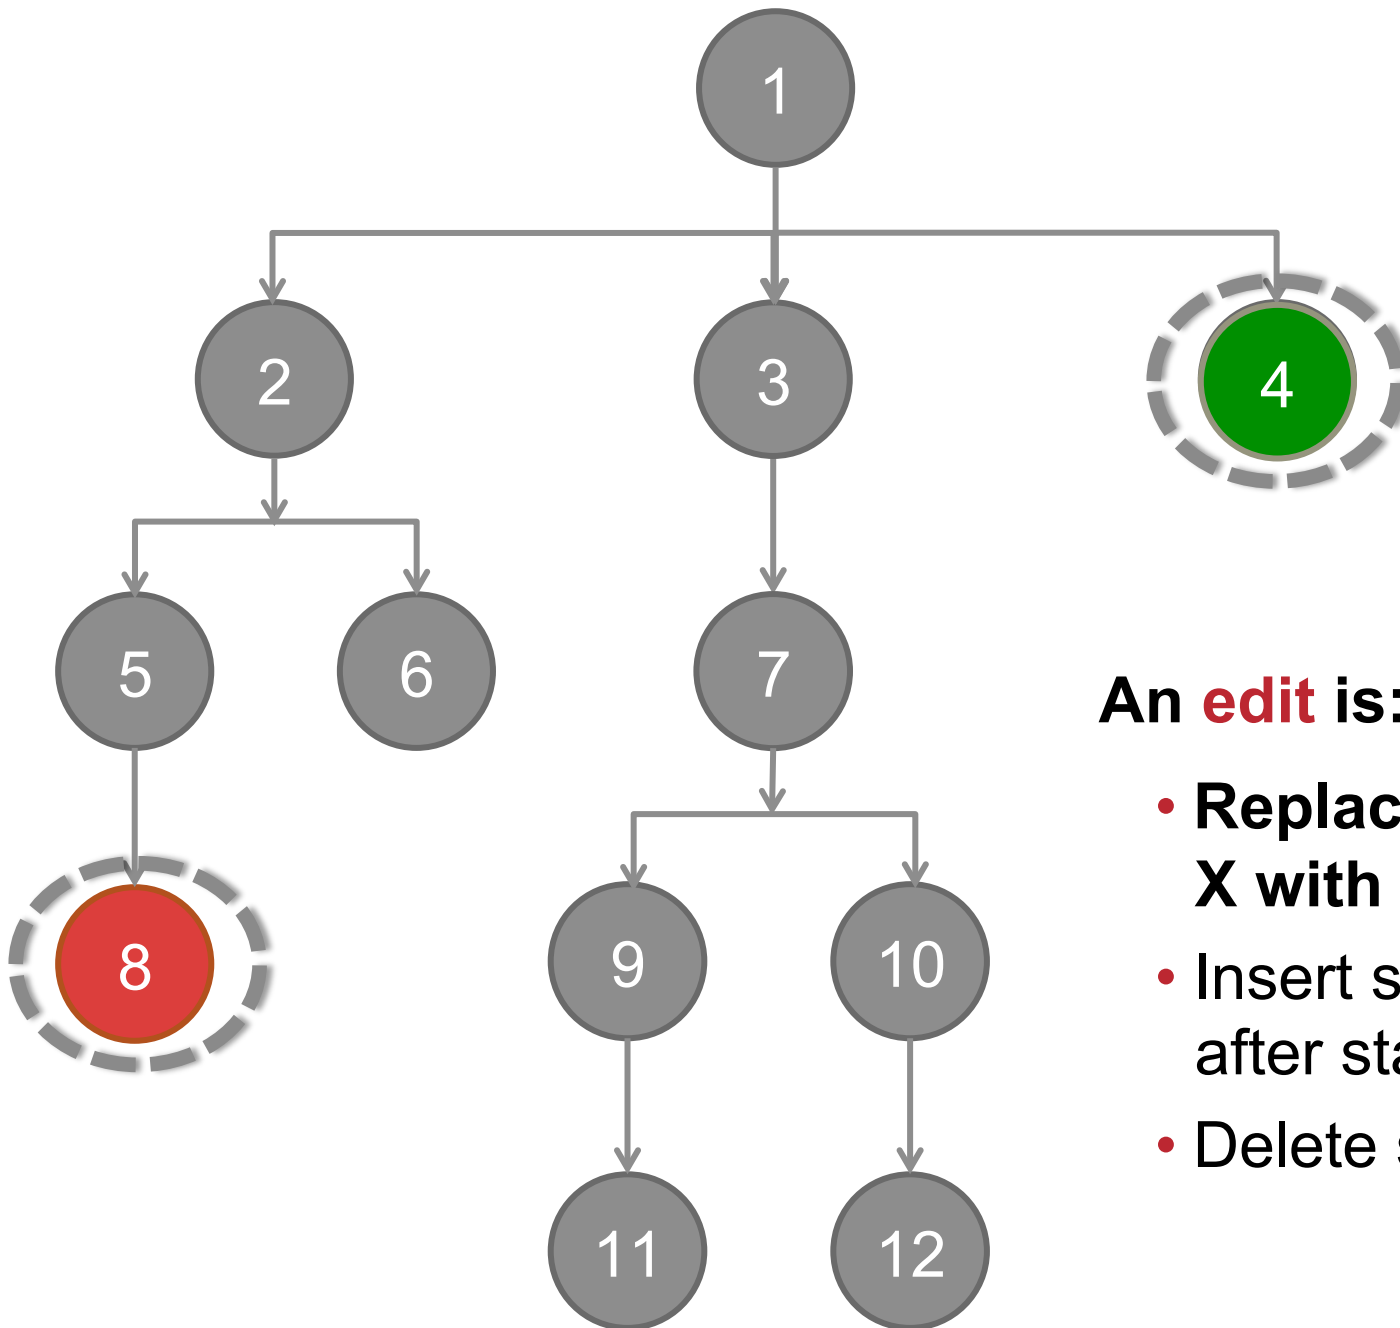 1
2 3 4
5 6 7
An edit is:
• Replac
X with
8 9 10
• Insert s
after sta
• Delete s
11 12